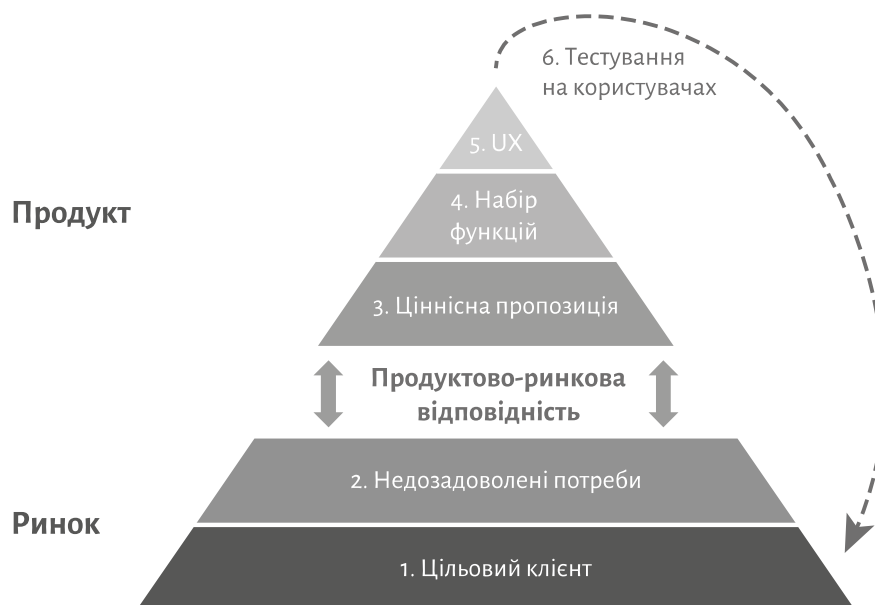 6. Тестування
на користувачах
5. UX
4. Набір
функцій
Продукт
3. Ціннісна пропозиція
Продуктово-ринкова
відповідність
2. Недозадоволені потреби
Ринок
1. Цільовий клієнт